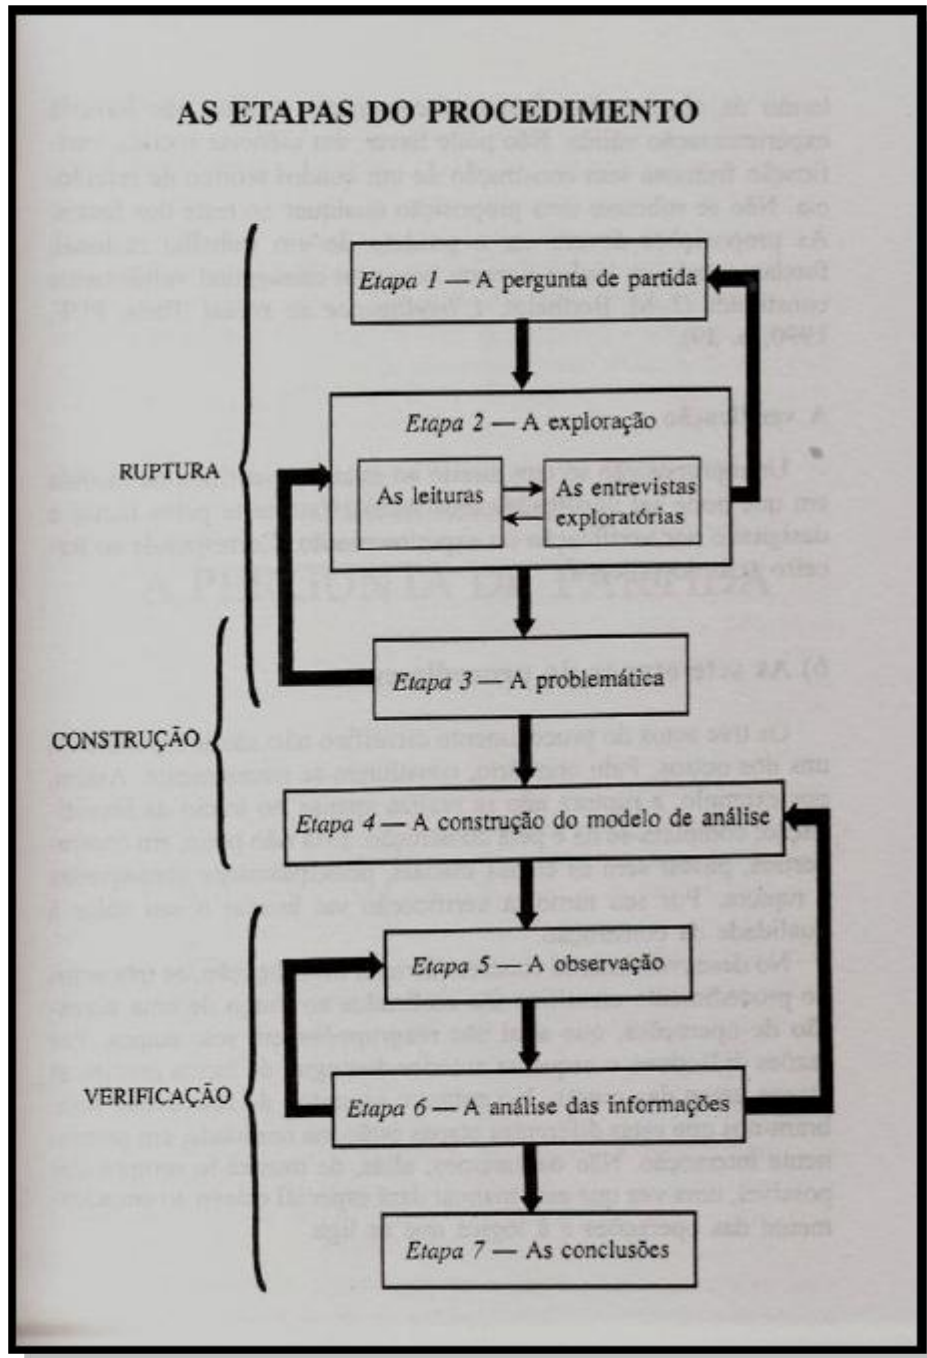 AS ETAPAS DO PROCEDIMENTO
Etapa 1 — A pergunta de partida
Etapa 2 — A exploração
RUPTURA
As leituras
As entrevistas
exploratórias
Etapa 3 — A problemática
CONSTRUÇÃO
Etapa 4 — A construção do modelo de análise
Etapa 5 — A observação
VERIFICAÇÃO
Etapa 6 — A análise das informações
Etapa 7 — As conclusões